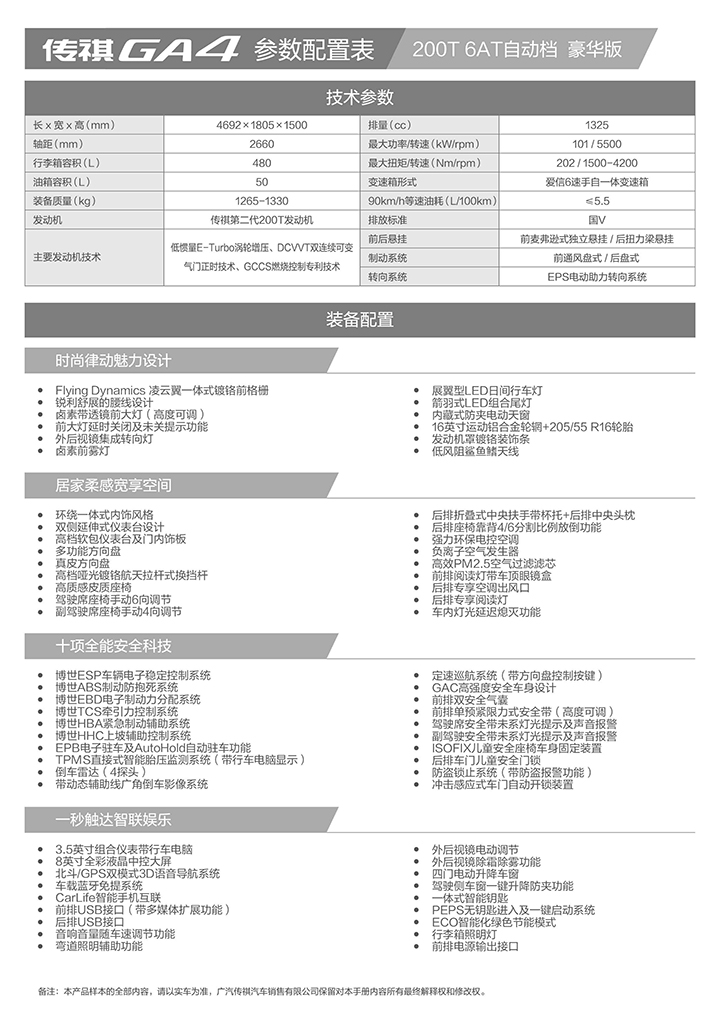 传祺GA4 参数配置表 200T 6AT自动档 豪华版
技术参数
长x宽x高(mm) 4692×1805×1500 排量(cc) 1325
轴距(mm) 2660 最大功率/转速(kW/rpm) 101 / 5500
行李箱容积(L) 480 最大扭矩/转速(Nm/rpm) 202 / 1500-4200
油箱容积(L) 50 变速箱形式 爱信6速手自一体变速箱
装备质量(kg) 1265-1330 90km/h等速油耗(L/100km) ≤5.5
发动机 传祺第二代200T发动机 排放标准 国V
主要发动机技术 低惯量E-Turbo涡轮增压、DCVVT双连续可变
气门正时技术、GCCS燃烧控制专利技术
前后悬挂 前麦弗逊式独立悬挂 / 后扭力梁悬挂
制动系统 前通风盘式 / 后盘式
转向系统 EPS电动助力转向系统
装备配置
时尚律动魅力设计
• Flying Dynamics 凌云翼一体式镀铬前格栅
• 锐利舒展的腰线设计
• 卤素带透镜前大灯(高度可调)
• 前大灯延时关闭及未关提示功能
• 外后视镜集成转向灯
• 卤素前雾灯
• 展翼型LED日间行车灯
• 箭羽式LED组合尾灯
• 内藏式防夹电动天窗
• 16英寸运动铝合金轮辋+205/55 R16轮胎
• 发动机罩镀铬装饰条
• 低风阻鲨鱼鳍天线
居家柔感宽享空间
• 环绕一体式内饰风格
• 双侧延伸式仪表台设计
• 高档软包仪表台及门内饰板
• 多功能方向盘
• 真皮方向盘
• 高档哑光镀铬航天拉杆式换挡杆
• 高质感皮质座椅
• 驾驶席座椅手动6向调节
• 副驾驶席座椅手动4向调节
• 后排折叠式中央扶手带杯托+后排中央头枕
• 后排座椅靠背4/6分割比例放倒功能
• 强力环保电控空调
• 负离子空气发生器
• 高效PM2.5空气过滤滤芯
• 前排阅读灯带车顶眼镜盒
• 后排专享空调出风口
• 后排专享阅读灯
• 车内灯光延迟熄灭功能
十项全能安全科技
• 博世ESP车辆电子稳定控制系统
• 博世ABS制动防抱死系统
• 博世EBD电子制动力分配系统
• 博世TCS牵引力控制系统
• 博世HBA紧急制动辅助系统
• 博世HHC上坡辅助控制系统
• EPB电子驻车及AutoHold自动驻车功能
• TPMS直接式智能胎压监测系统(带行车电脑显示)
• 倒车雷达(4探头)
• 带动态辅助线广角倒车影像系统
• 定速巡航系统(带方向盘控制按键)
• GAC高强度安全车身设计
• 前排双安全气囊
• 前排单预紧限力式安全带(高度可调)
• 驾驶席安全带未系灯光提示及声音报警
• 副驾驶席安全带未系灯光提示及声音报警
• ISOFIX儿童安全座椅车身固定装置
• 后排车门儿童安全门锁
• 防盗锁止系统(带防盗报警功能)
• 冲击感应式车门自动开锁装置
一秒触达智联娱乐
• 3.5英寸组合仪表带行车电脑
• 8英寸全彩液晶中控大屏
• 北斗/GPS双模式3D语音导航系统
• 车载蓝牙免提系统
• CarLife智能手机互联
• 前排USB接口(带多媒体扩展功能)
• 后排USB接口
• 音响音量随车速调节功能
• 弯道照明辅助功能
• 外后视镜电动调节
• 外后视镜除霜除雾功能
• 四门电动升降车窗
• 驾驶侧车窗一键升降防夹功能
• 一体式智能钥匙
• PEPS无钥匙进入及一键启动系统
• ECO智能化绿色节能模式
• 行李箱照明灯
• 前排电源输出接口
备注：本产品样本的全部内容，请以实车为准，广汽传祺汽车销售有限公司保留对本手册内容所有最终解释权和修改权。